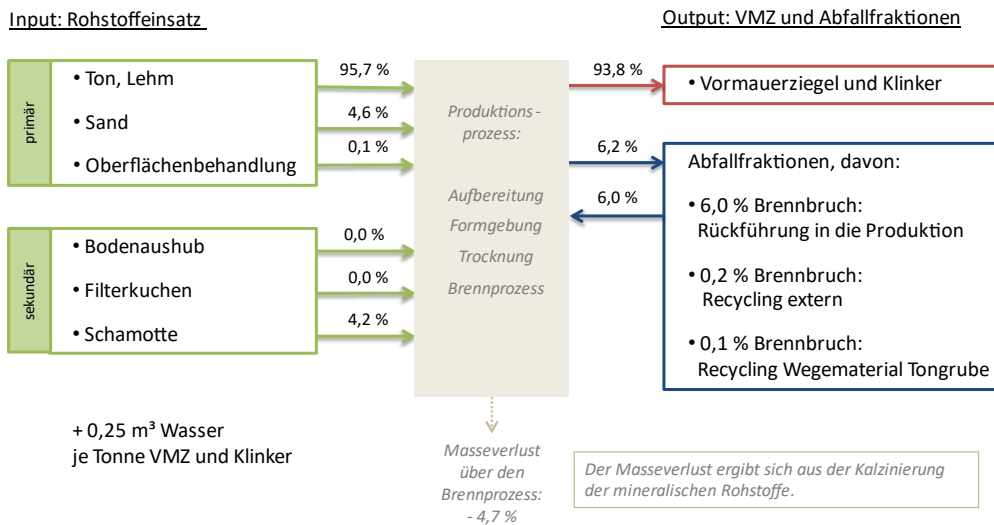 Input: Rohstoffeinsatz
primär
• Ton, Lehm
• Sand
• Oberflächenbehandlung
95,7 %
4,6 %
0,1 %
sekundär
• Bodenaushub
• Filterkuchen
• Schamotte
0,0 %
0,0 %
4,2 %
+ 0,25 m³ Wasser
je Tonne VMZ und Klinker
Produktions-
prozess:
Aufbereitung
Formgebung
Trocknung
Brennprozess
Masseverlust
über den
Brennprozess:
- 4,7 %
Output: VMZ und Abfallfraktionen
93,8 %
• Vormauerziegel und Klinker
6,2 %
6,0 %
Abfallfraktionen, davon:
• 6,0 % Brennbruch:
Rückführung in die Produktion
• 0,2 % Brennbruch:
Recycling extern
• 0,1 % Brennbruch:
Recycling Wegematerial Tongrube
Der Masseverlust ergibt sich aus der Kalzinierung
der mineralischen Rohstoffe.